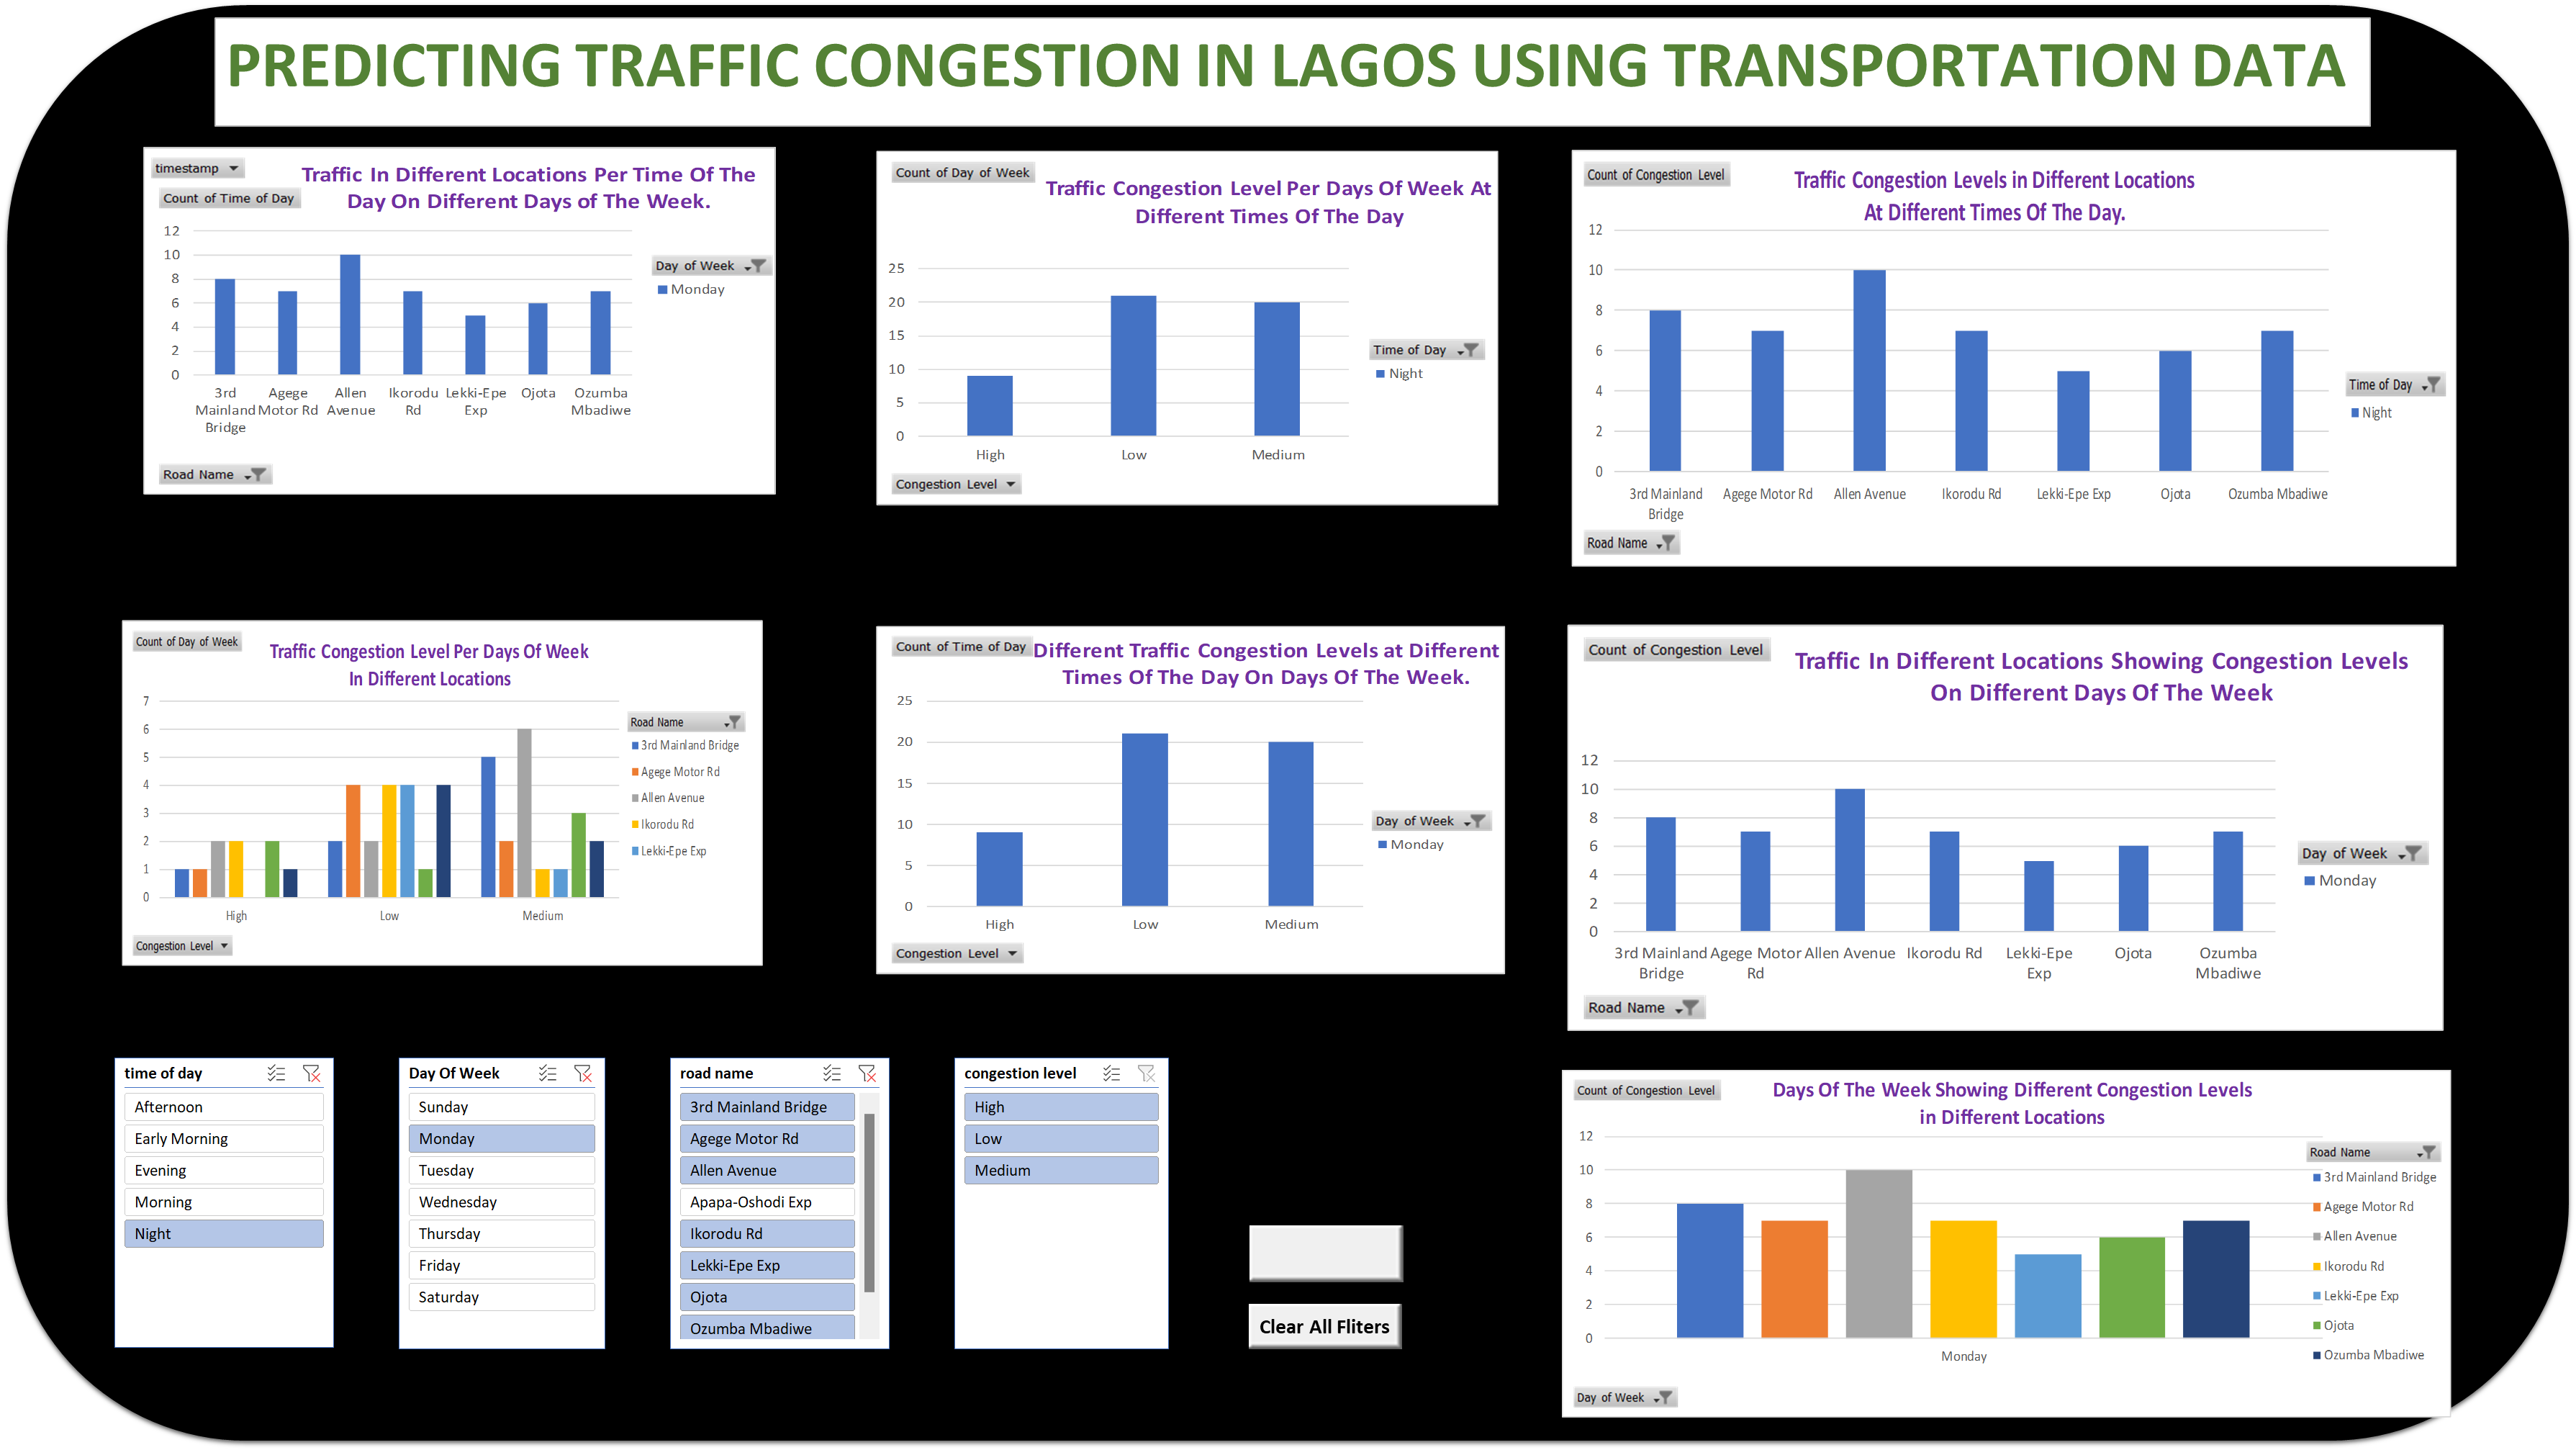 PREDICTING TRAFFIC CONGESTION IN LAGOS USING TRANSPORTATION DATA
timestamp
Count of Time of Day
Traffic In Different Locations Per Time Of The
Day On Different Days of The Week.
12
10
8
6
4
2
0
3rd Mainland Bridge
Agege Motor Rd
Allen Avenue
Ikorodu Rd
Lekki-Epe Exp
Ojota
Ozumba Mbadiwe
Day of Week
Monday
Road Name
Count of Day of Week
Traffic Congestion Level Per Days Of Week At
Different Times Of The Day
25
20
15
10
5
0
High
Low
Medium
Time of Day
Night
Congestion Level
Count of Congestion Level
Traffic Congestion Levels in Different Locations
At Different Times Of The Day.
12
10
8
6
4
2
0
3rd Mainland Bridge
Agege Motor Rd
Allen Avenue
Ikorodu Rd
Lekki-Epe Exp
Ojota
Ozumba Mbadiwe
Time of Day
Night
Road Name
Count of Day of Week
Traffic Congestion Level Per Days Of Week
In Different Locations
7
6
5
4
3
2
1
0
High
Low
Medium
Road Name
3rd Mainland Bridge
Agege Motor Rd
Allen Avenue
Ikorodu Rd
Lekki-Epe Exp
Congestion Level
Count of Time of Day
Different Traffic Congestion Levels at Different
Times Of The Day On Days Of The Week.
25
20
15
10
5
0
High
Low
Medium
Day of Week
Monday
Congestion Level
Count of Congestion Level
Traffic In Different Locations Showing Congestion Levels
On Different Days Of The Week
12
10
8
6
4
2
0
3rd Mainland Bridge
Agege Motor Rd
Allen Avenue
Ikorodu Rd
Lekki-Epe Exp
Ojota
Ozumba Mbadiwe
Day of Week
Monday
Road Name
time of day
Afternoon
Early Morning
Evening
Morning
Night
Day Of Week
Sunday
Monday
Tuesday
Wednesday
Thursday
Friday
Saturday
road name
3rd Mainland Bridge
Agege Motor Rd
Allen Avenue
Apapa-Oshodi Exp
Ikorodu Rd
Lekki-Epe Exp
Ojota
Ozumba Mbadiwe
congestion level
High
Low
Medium
Clear All Fliters
Count of Congestion Level
Days Of The Week Showing Different Congestion Levels
in Different Locations
12
10
8
6
4
2
0
Monday
Road Name
3rd Mainland Bridge
Agege Motor Rd
Allen Avenue
Ikorodu Rd
Lekki-Epe Exp
Ojota
Ozumba Mbadiwe
Day of Week